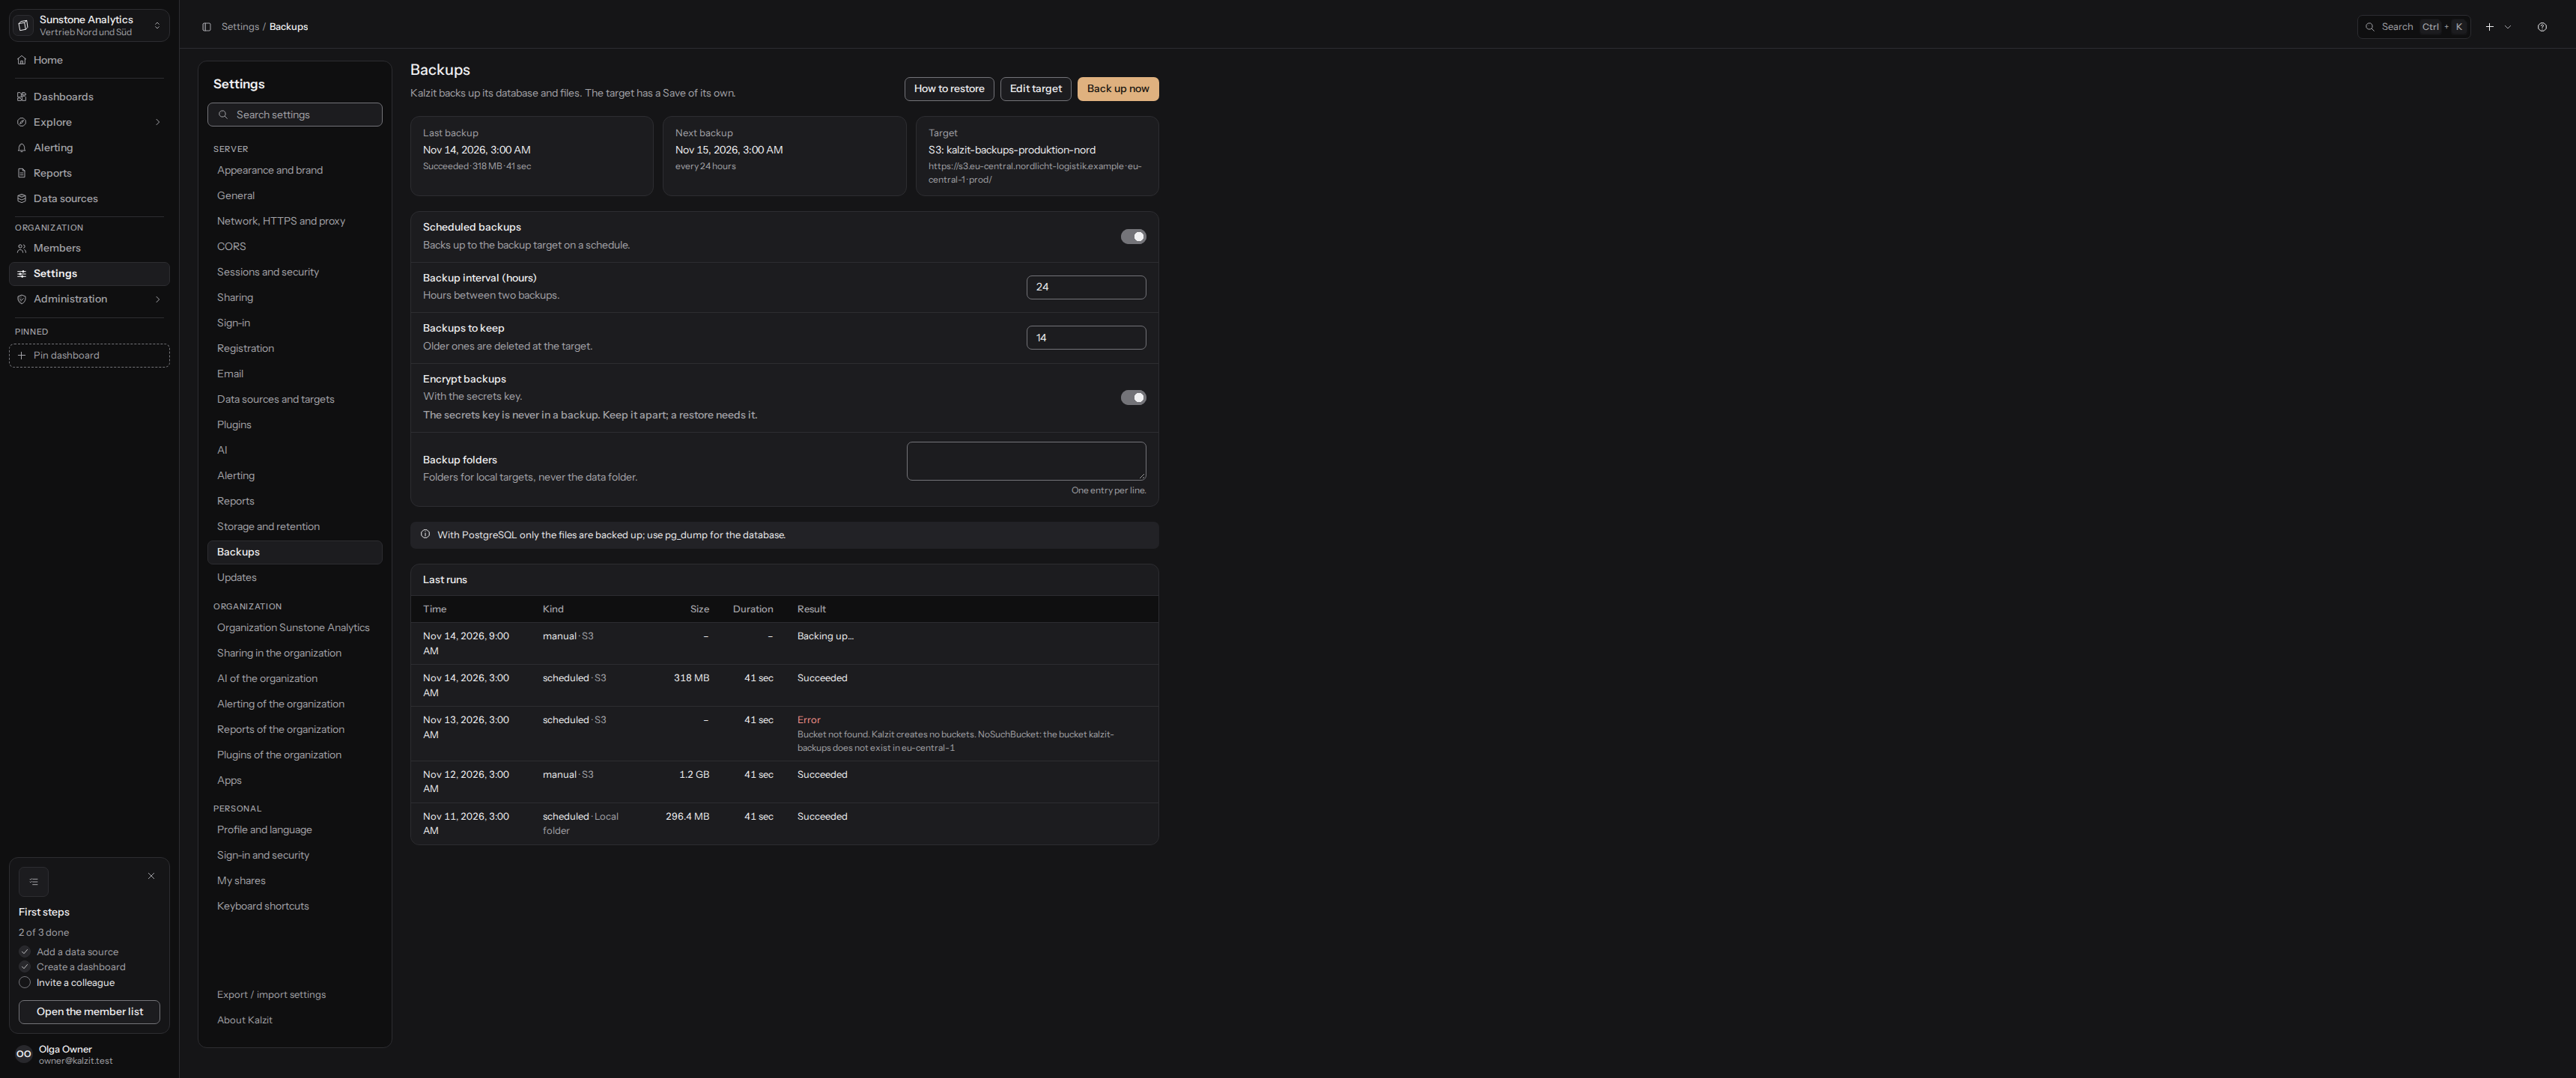 Sunstone Analytics
Vertrieb Nord und Süd
Home
Dashboards
Explore
Alerting
Reports
Data sources
ORGANIZATION
Members
Settings
Administration
PINNED
Pin dashboard
First steps
2 of 3 done
Add a data source
Create a dashboard
Invite a colleague
Open the member list
OO
Olga Owner
owner@kalzit.test
Settings / Backups
Search Ctrl + K
Settings
Search settings
SERVER
Appearance and brand
General
Network, HTTPS and proxy
CORS
Sessions and security
Sharing
Sign-in
Registration
Email
Data sources and targets
Plugins
AI
Alerting
Reports
Storage and retention
Backups
Updates
ORGANIZATION
Organization Sunstone Analytics
Sharing in the organization
AI of the organization
Alerting of the organization
Reports of the organization
Plugins of the organization
Apps
PERSONAL
Profile and language
Sign-in and security
My shares
Keyboard shortcuts
Export / import settings
About Kalzit
Backups
Kalzit backs up its database and files. The target has a Save of its own.
How to restore
Edit target
Back up now
Last backup
Nov 14, 2026, 3:00 AM
Succeeded · 318 MB · 41 sec
Next backup
Nov 15, 2026, 3:00 AM
every 24 hours
Target
S3: kalzit-backups-produktion-nord
https://s3.eu-central.nordlicht-logistik.example · eu-
central-1 · prod/
Scheduled backups
Backs up to the backup target on a schedule.
Backup interval (hours)
Hours between two backups.
24
Backups to keep
Older ones are deleted at the target.
14
Encrypt backups
With the secrets key.
The secrets key is never in a backup. Keep it apart; a restore needs it.
Backup folders
Folders for local targets, never the data folder.
One entry per line.
With PostgreSQL only the files are backed up; use pg_dump for the database.
Last runs
Time Kind Size Duration Result
Nov 14, 2026, 9:00 manual · S3 – – Backing up…
AM
Nov 14, 2026, 3:00 scheduled · S3 318 MB 41 sec Succeeded
AM
Nov 13, 2026, 3:00 scheduled · S3 – 41 sec Error
AM
Bucket not found. Kalzit creates no buckets. NoSuchBucket: the bucket kalzit-
backups does not exist in eu-central-1
Nov 12, 2026, 3:00 manual · S3 1.2 GB 41 sec Succeeded
AM
Nov 11, 2026, 3:00 scheduled · Local 296.4 MB 41 sec Succeeded
AM folder